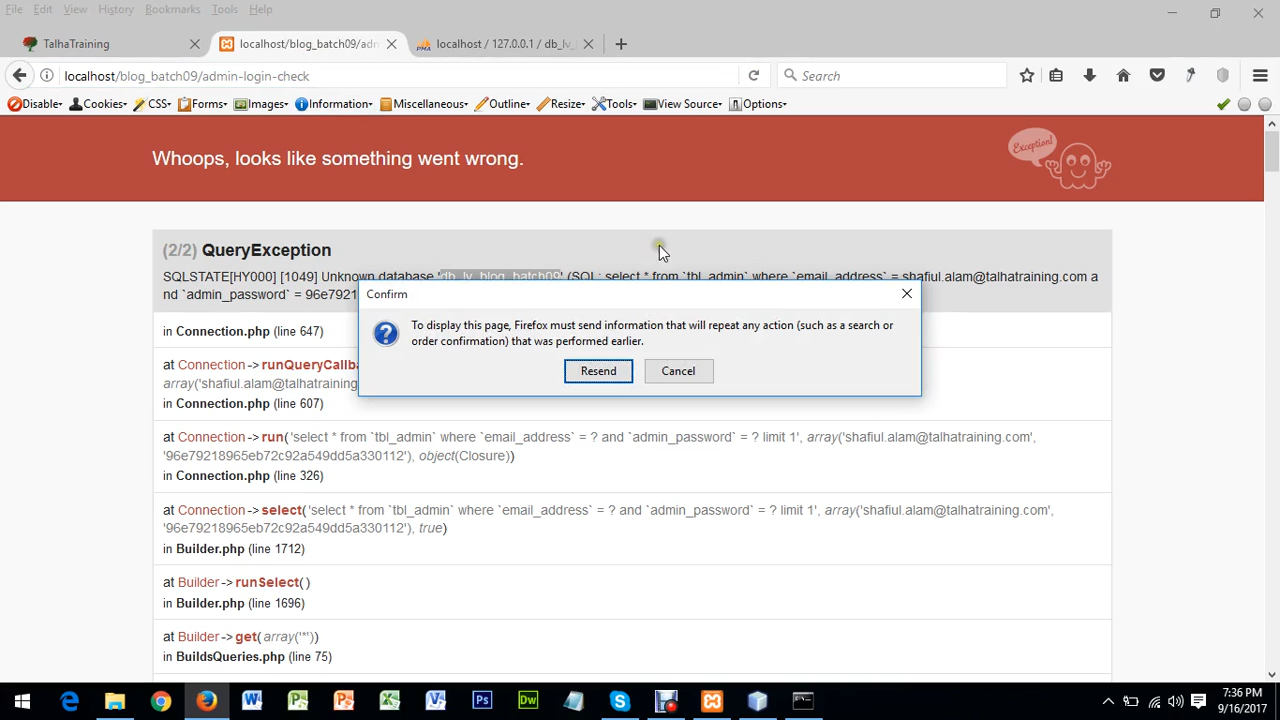 File Edit View History Bookmarks Tools Help
TalhaTraining
localhost/blog_batch09/adm
localhost / 127.0.0.1 / db_lv_
localhost/blog_batch09/admin-login-check
Search
Disable Cookies CSS Forms Images Information Miscellaneous Outline Resize Tools View Source Options
Whoops, looks like something went wrong.
Exception!
(2/2) QueryException
SQLSTATE[HY000] [1049] Unknown database 'db_lv_blog_batch09' (SQL: select * from `tbl_admin` where `email_address` = shafiul.alam@talhatraining.com a
nd `admin_password` = 96e7921
Confirm
To display this page, Firefox must send information that will repeat any action (such as a search or
order confirmation) that was performed earlier.
Resend Cancel
in Connection.php (line 647)
at Connection->runQueryCallba
array('shafiul.alam@talhatraining.com
in Connection.php (line 607)
at Connection->run('select * from `tbl_admin` where `email_address` = ? and `admin_password` = ? limit 1', array('shafiul.alam@talhatraining.com',
'96e79218965eb72c92a549dd5a330112'), object(Closure))
in Connection.php (line 326)
at Connection->select('select * from `tbl_admin` where `email_address` = ? and `admin_password` = ? limit 1', array('shafiul.alam@talhatraining.com',
'96e79218965eb72c92a549dd5a330112'), true)
in Builder.php (line 1712)
at Builder->runSelect()
in Builder.php (line 1696)
at Builder->get(array('*'))
in BuildsQueries.php (line 75)
7:36 PM
9/16/2017